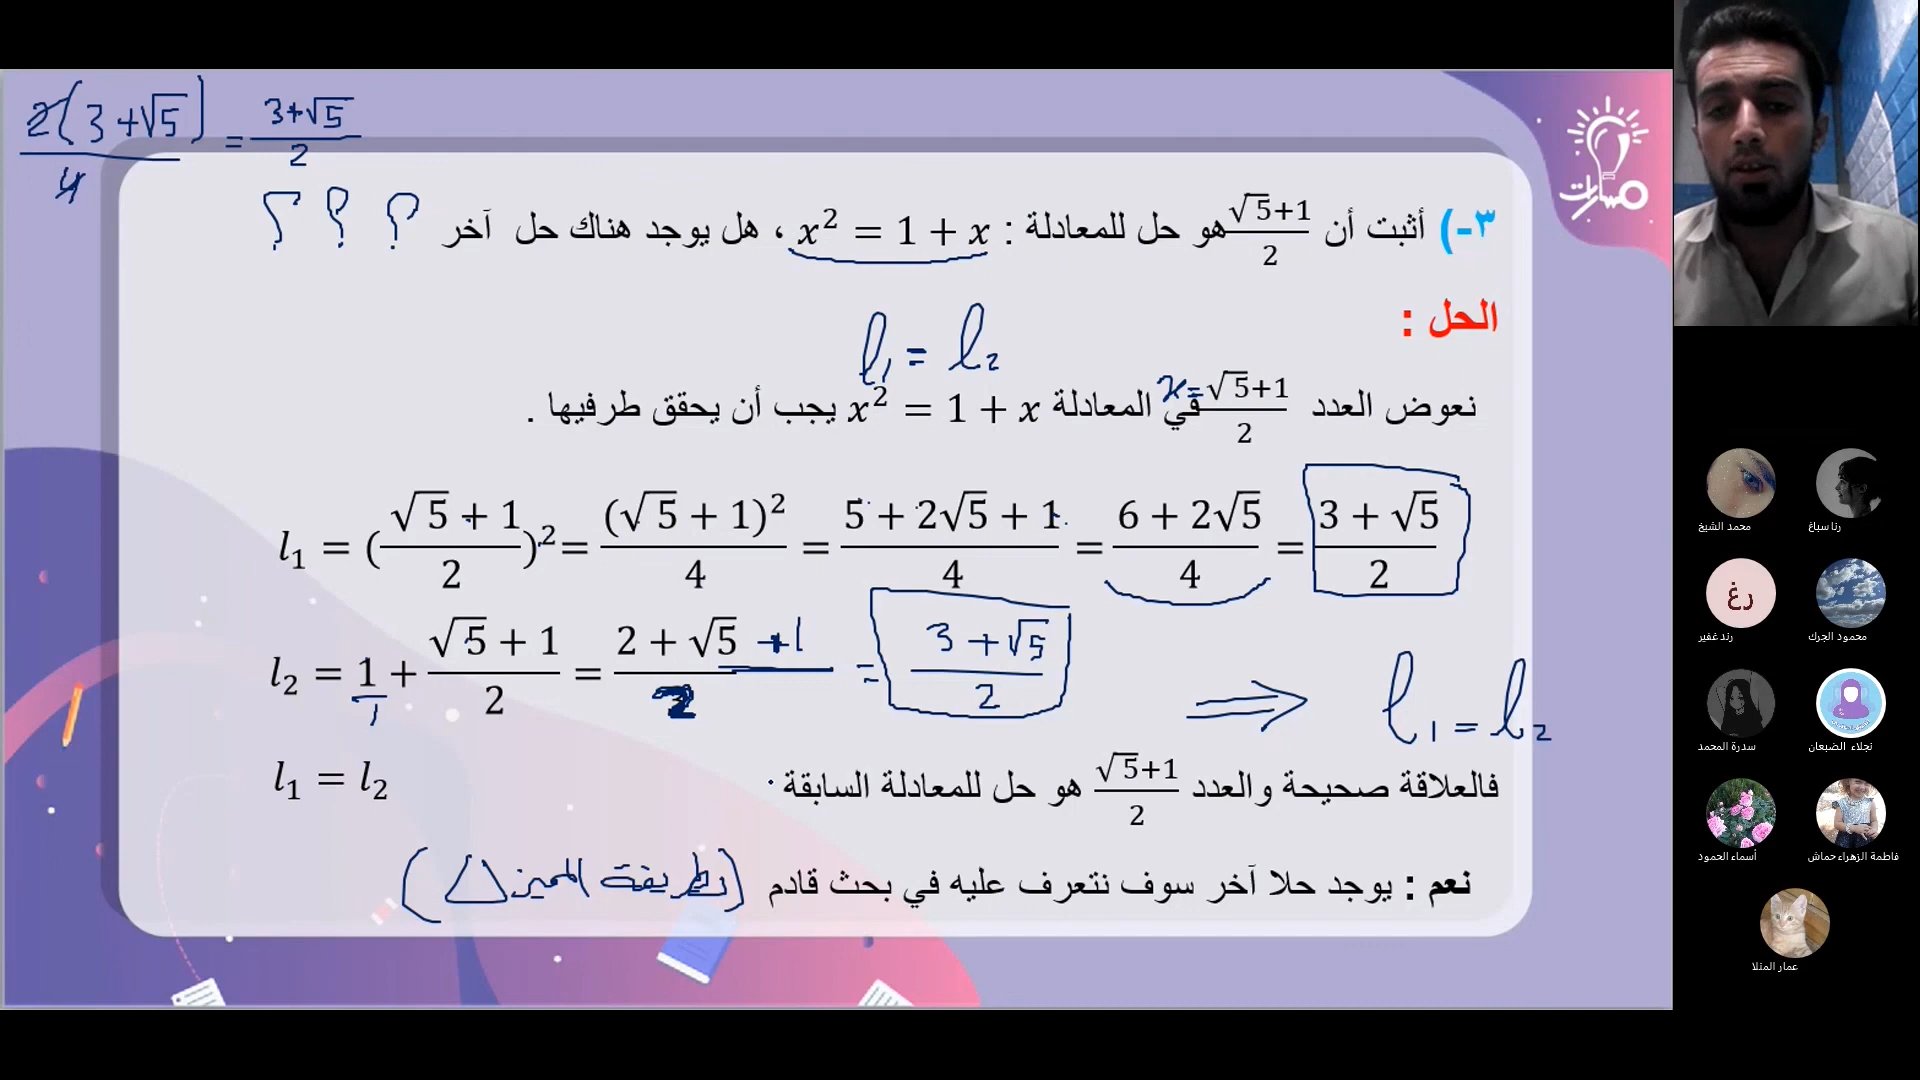 2(3+√5)/4 = 3+√5/2
مسارات
٣-) أثبت أن √5+1/2 هو حل للمعادلة : x² = 1 + x ، هل يوجد هناك حل آخر ؟ ؟ ؟
الحل :
l₁ = l₂
نعوض العدد x= √5+1/2 في المعادلة x² = 1 + x يجب أن يحقق طرفيها .
l₁ = (√5 + 1/2)² = (√5 + 1)²/4 = 5 + 2√5 + 1/4 = 6 + 2√5/4 = 3 + √5/2
l₂ = 1/1 + √5 + 1/2 = 2 + √5 +1/2 = 3+√5/2 ⟹ l₁ = l₂
l₁ = l₂ فالعلاقة صحيحة والعدد √5+1/2 هو حل للمعادلة السابقة .
نعم : يوجد حلا آخر سوف نتعرف عليه في بحث قادم (طريقة المميز Δ)
محمد الشيخ
رنا سباغ
رغ
رند غفير
محمود الجرك
سدرة المحمد
نجلاء الضبعان
أسماء الحمود
فاطمة الزهراء حماش
عمار المنلا